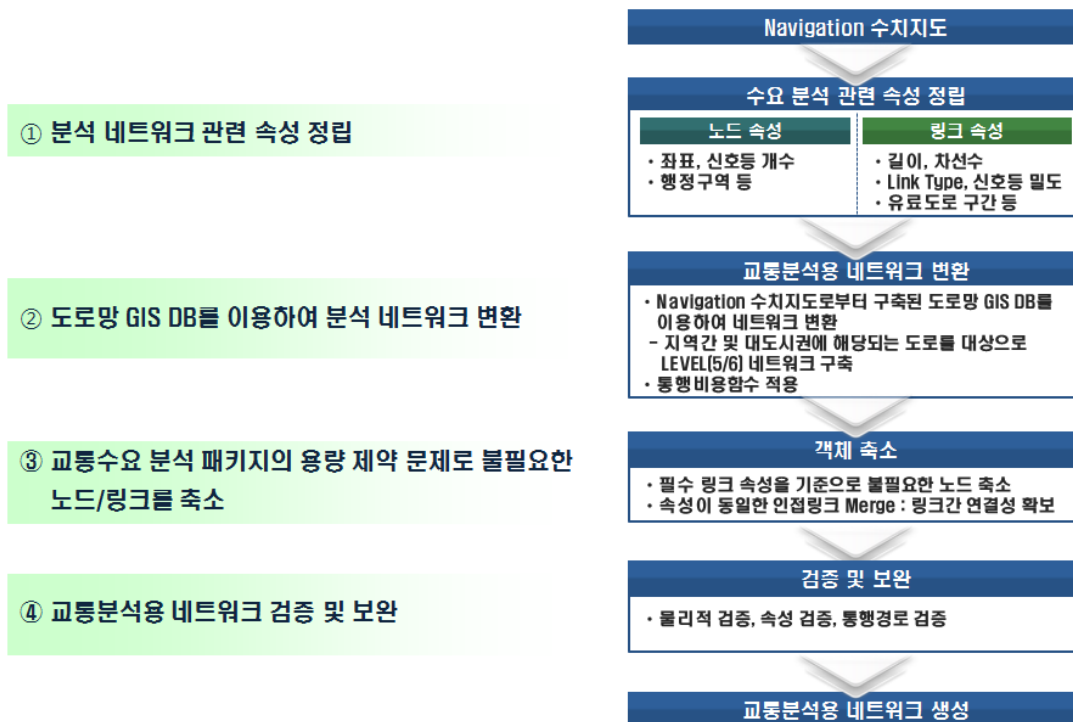 Navigation 수치지도
수요 분석 관련 속성 정립
① 분석 네트워크 관련 속성 정립
노드 속성
링크 속성
· 좌표, 신호등 개수
· 행정구역 등
· 길이, 차선수
· Link Type, 신호등 밀도
· 유료도로 구간 등
② 도로망 GIS DB를 이용하여 분석 네트워크 변환
교통분석용 네트워크 변환
· Navigation 수치지도로부터 구축된 도로망 GIS DB를
이용하여 네트워크 변환
- 지역간 및 대도시권에 해당되는 도로를 대상으로
LEVEL(5/6) 네트워크 구축
· 통행비용함수 적용
③ 교통수요 분석 패키지의 용량 제약 문제로 불필요한
노드/링크를 축소
객체 축소
· 필수 링크 속성을 기준으로 불필요한 노드 축소
· 속성이 동일한 인접링크 Merge : 링크간 연결성 확보
④ 교통분석용 네트워크 검증 및 보완
검증 및 보완
· 물리적 검증, 속성 검증, 통행경로 검증
교통분석용 네트워크 생성